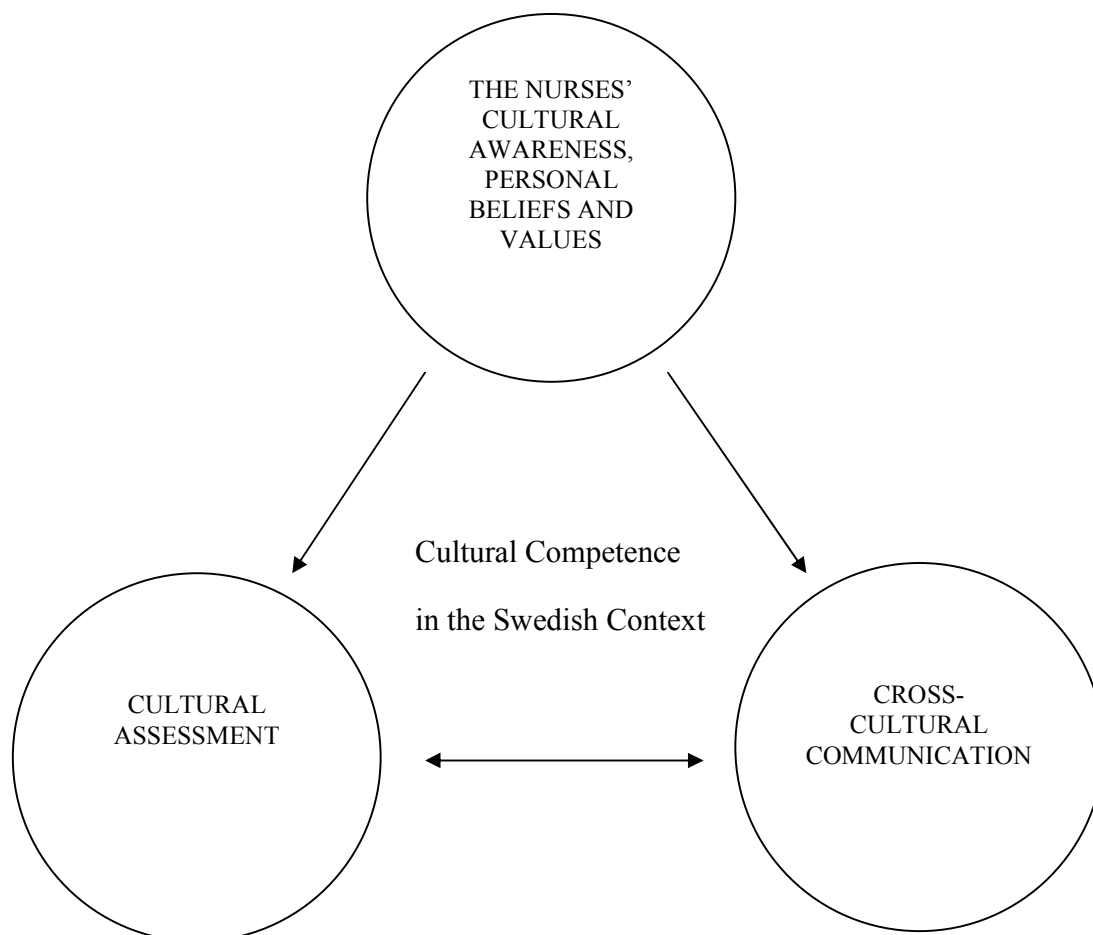 THE NURSES’
CULTURAL
AWARENESS,
PERSONAL
BELIEFS AND
VALUES
Cultural Competence
in the Swedish Context
CULTURAL
ASSESSMENT
CROSS-
CULTURAL
COMMUNICATION